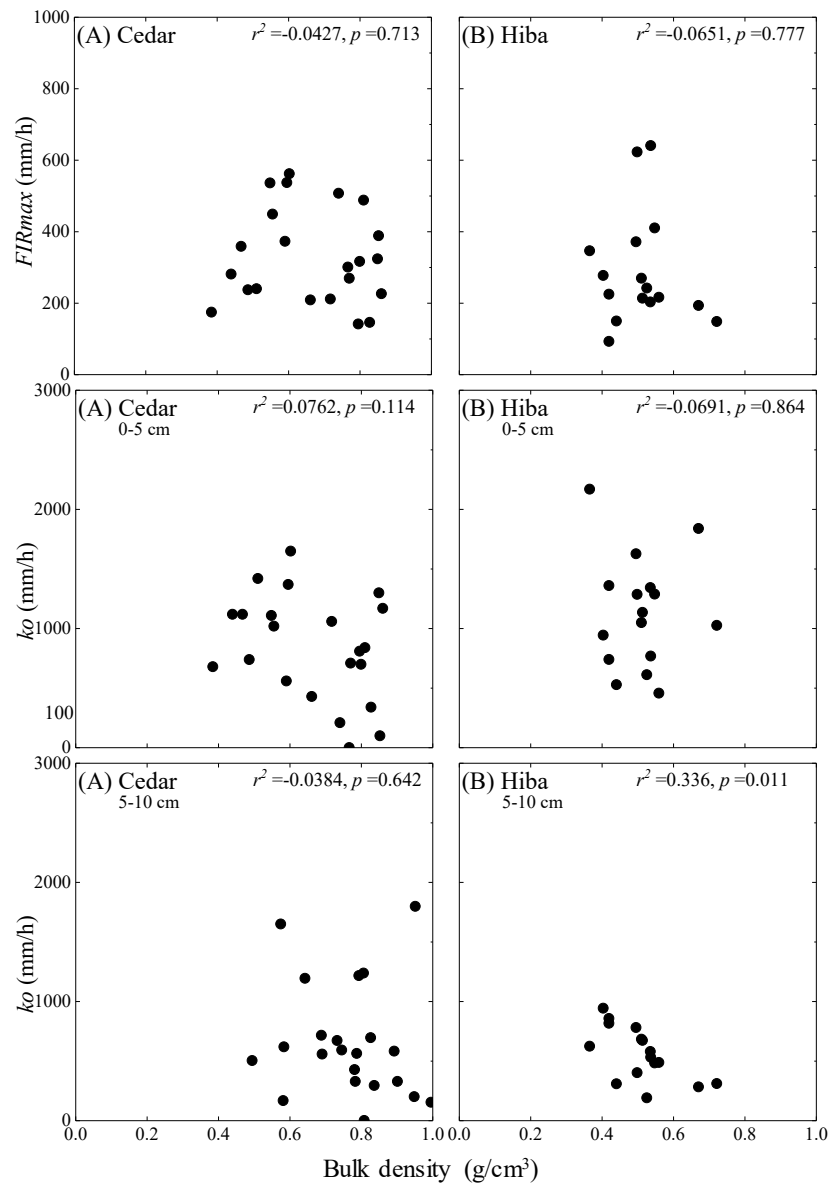 (A) Cedar r² =-0.0427, p =0.713
(B) Hiba r² =-0.0651, p =0.777
1000
800
600
400
200
0
FIRmax (mm/h)
(A) Cedar r² =0.0762, p =0.114
0-5 cm
(B) Hiba r² =-0.0691, p =0.864
0-5 cm
3000
2000
1000
100
0
ko (mm/h)
(A) Cedar r² =-0.0384, p =0.642
5-10 cm
(B) Hiba r² =0.336, p =0.011
5-10 cm
3000
2000
1000
0
ko (mm/h)
0.0 0.2 0.4 0.6 0.8 1.0 0.0 0.2 0.4 0.6 0.8 1.0
Bulk density (g/cm³)